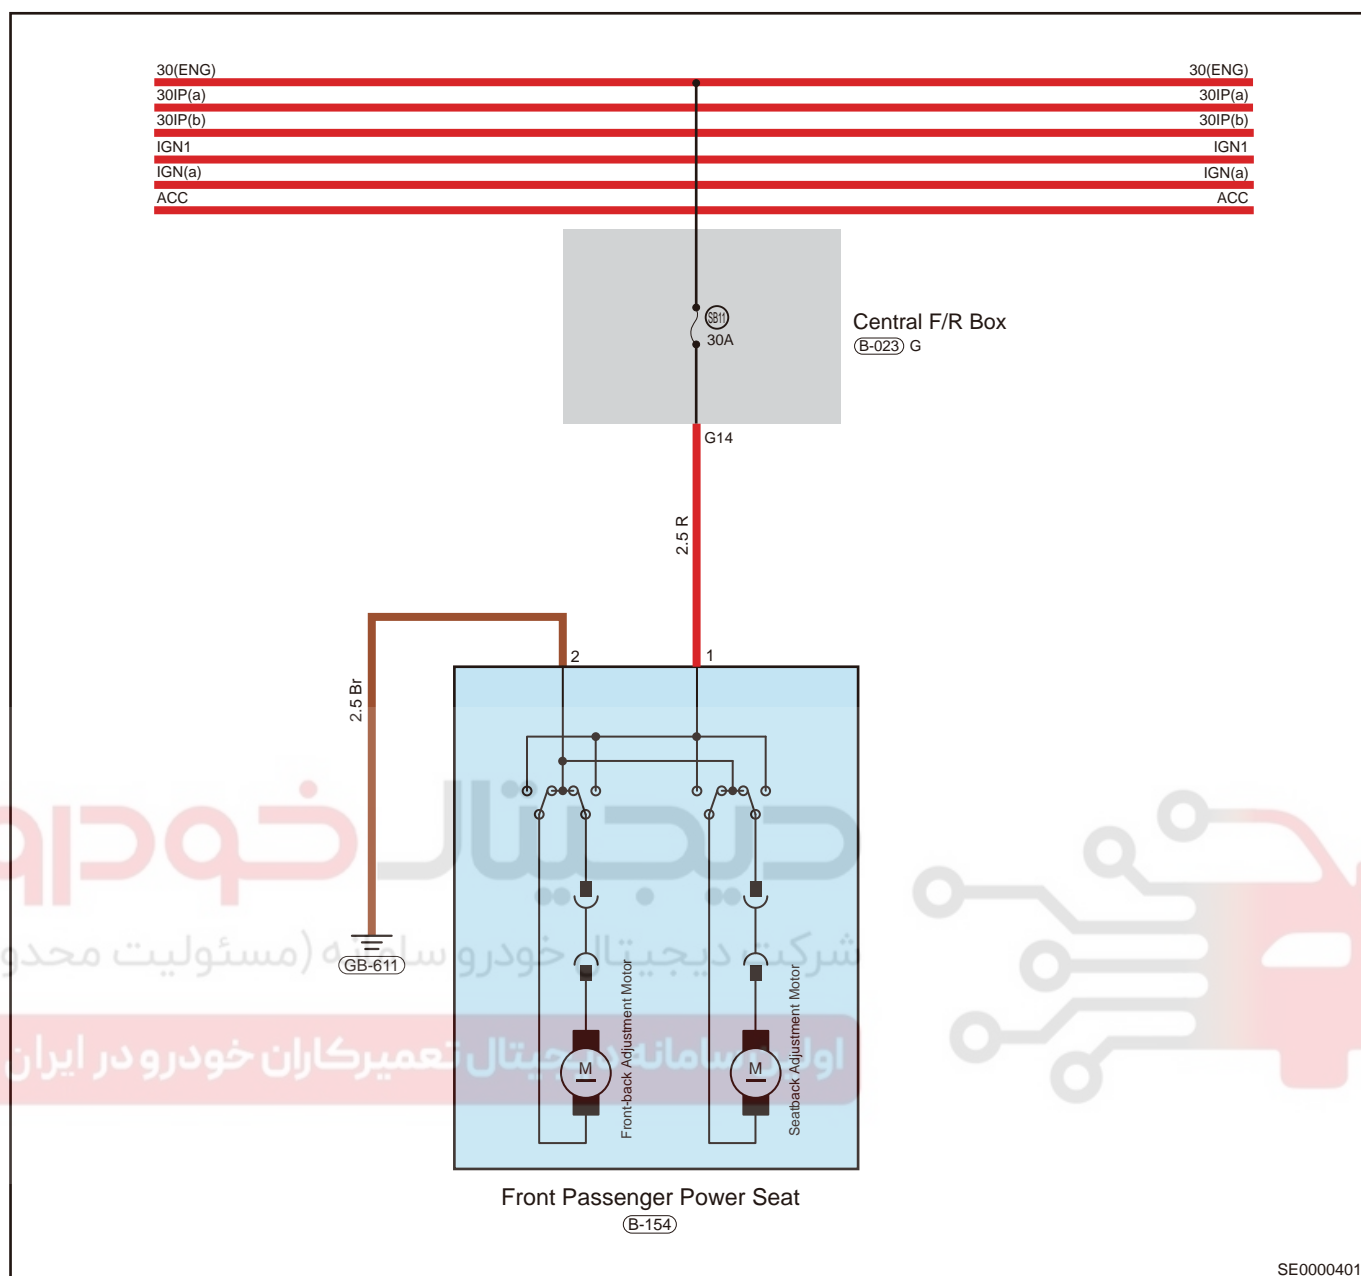 30(ENG) 30(ENG)
30IP(a) 30IP(a)
30IP(b) 30IP(b)
IGN1 IGN1
IGN(a) IGN(a)
ACC ACC
SB11
30A
Central F/R Box
B-023 G
G14
2.5 R
2 1
2.5 Br
دیجیتال خودرو
شرکت دیجیتال خودرو سامانه (مسئولیت
GB-611
اولین سامانه دیجیتال تعمیرکاران خودرو در ایران
M M
Front-back Adjustment Motor
Seatback Adjustment Motor
Front Passenger Power Seat
B-154
SE0000401